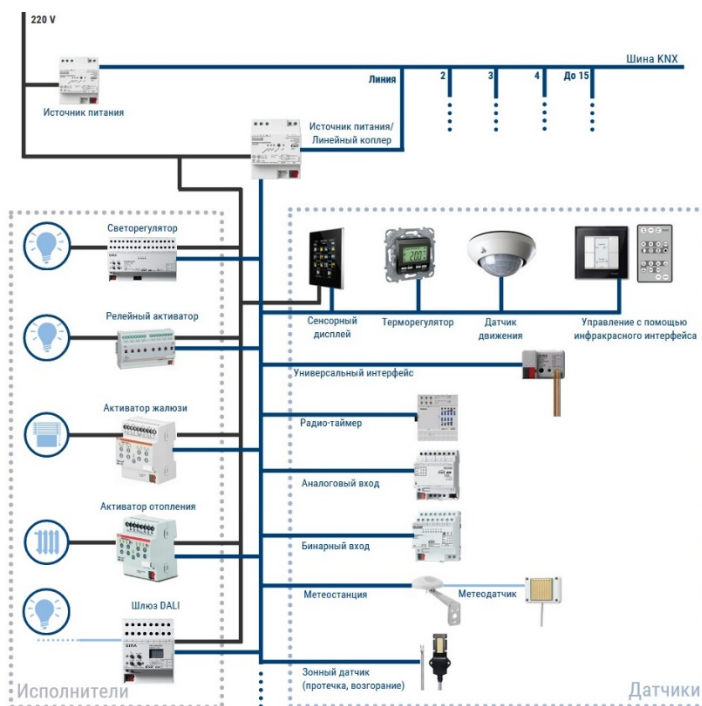 220 V
Шина KNX
Линия
2
3
4
До 15
Источник питания
Источник питания/
Линейный коплер
Светорегулятор
Релейный активатор
Сенсорный
дисплей
Терморегулятор
Датчик
движения
Управление с помощью
инфракрасного интерфейса
Универсальный интерфейс
Активатор жалюзи
Радио-таймер
Аналоговый вход
Активатор отопления
Бинарный вход
Метеостанция
Метеодатчик
Шлюз DALI
Зонный датчик
(протечка, возгорание)
Исполнители
Датчики